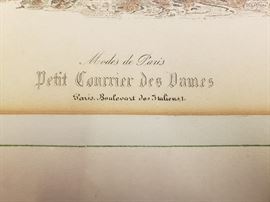 Modes de Paris
Petit Courrier des Dames
Paris. Boulevart des Italiens, 1.